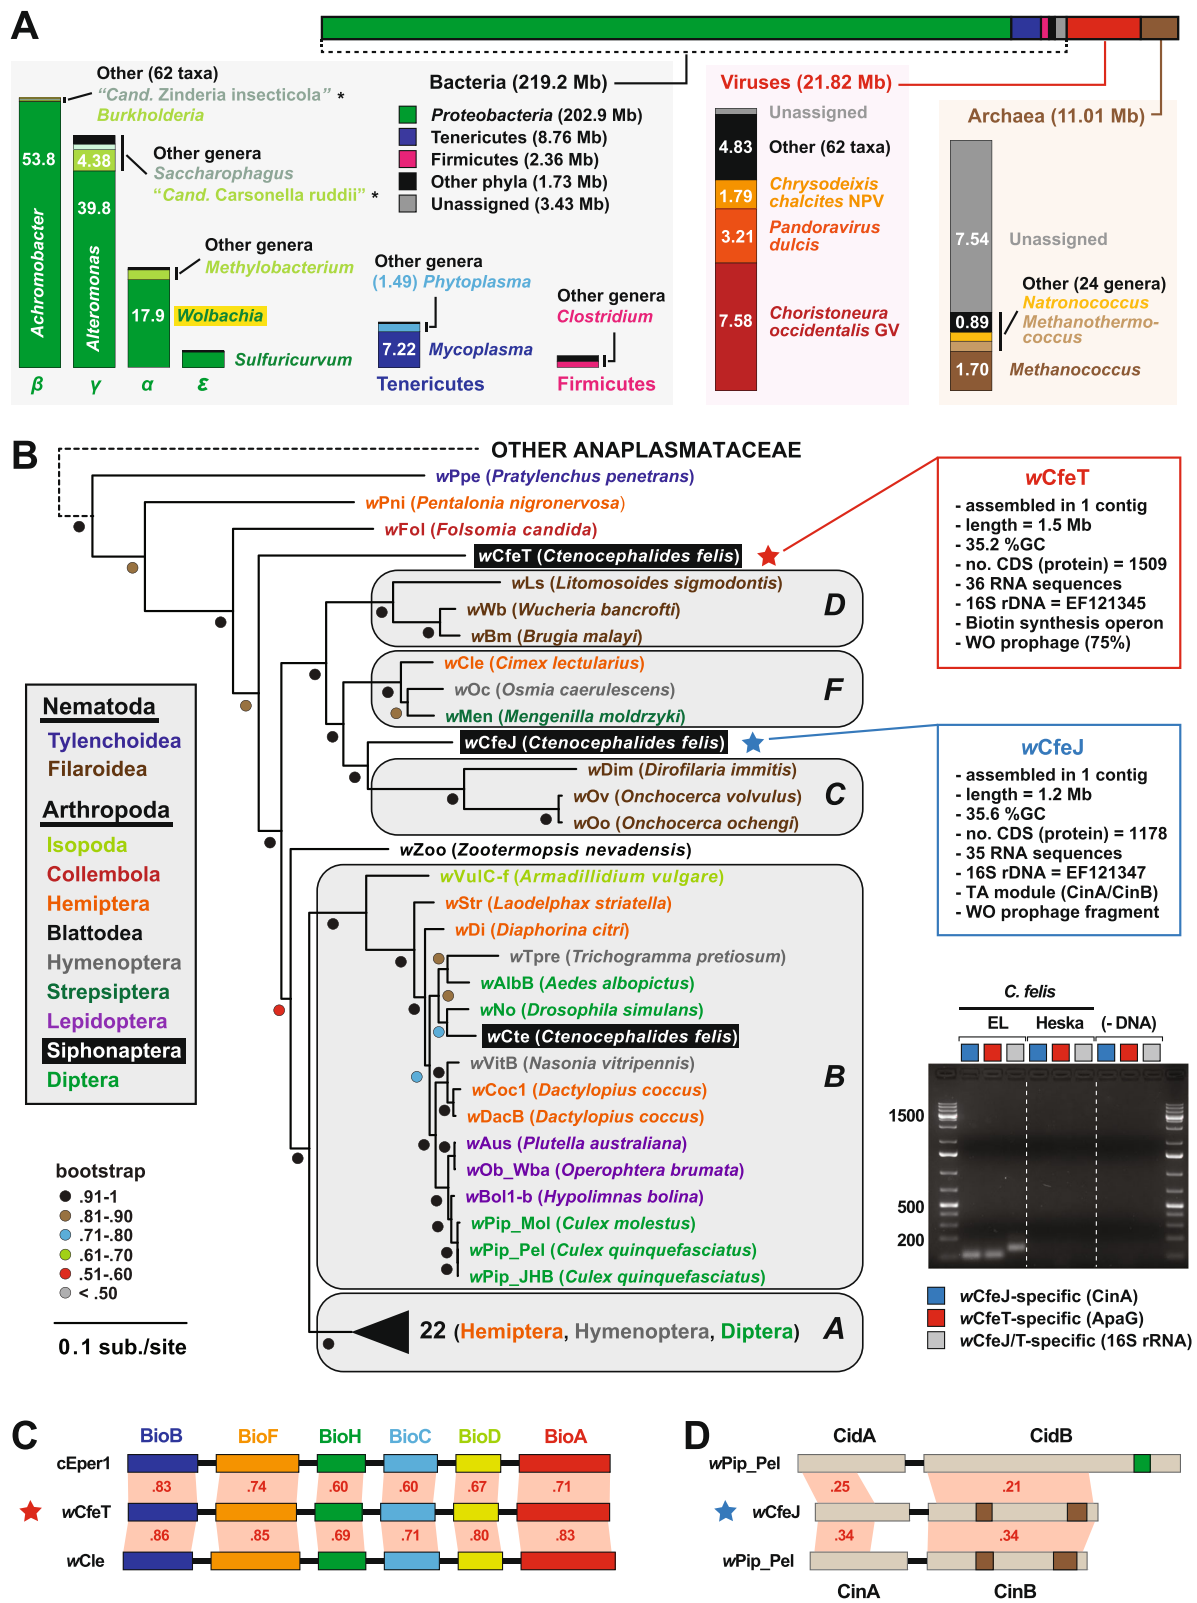 A
Bacteria (219.2 Mb)
Proteobacteria (202.9 Mb)
Tenericutes (8.76 Mb)
Firmicutes (2.36 Mb)
Other phyla (1.73 Mb)
Unassigned (3.43 Mb)
Other (62 taxa)
“Cand. Zinderia insecticola” *
Burkholderia
53.8
Achromobacter
β
Other genera
Saccharophagus
“Cand. Carsonella ruddii” *
4.38
39.8
Alteromonas
γ
Other genera
Methylobacterium
17.9
Wolbachia
α
Sulfuricurvum
ε
Other genera
(1.49) Phytoplasma
7.22
Mycoplasma
Tenericutes
Other genera
Clostridium
Firmicutes
Viruses (21.82 Mb)
Unassigned
4.83
Other (62 taxa)
1.79
Chrysodeixis
chalcites NPV
3.21
Pandoravirus
dulcis
7.58
Choristoneura
occidentalis GV
Archaea (11.01 Mb)
7.54
Unassigned
Other (24 genera)
0.89
Natronococcus
Methanothermo-
coccus
1.70
Methanococcus
B
OTHER ANAPLASMATACEAE
wPpe (Pratylenchus penetrans)
wPni (Pentalonia nigronervosa)
wFol (Folsomia candida)
wCfeT (Ctenocephalides felis)
wLs (Litomosoides sigmodontis)
wWb (Wucheria bancrofti)
wBm (Brugia malayi)
D
wCle (Cimex lectularius)
wOc (Osmia caerulescens)
wMen (Mengenilla moldrzyki)
F
wCfeJ (Ctenocephalides felis)
wDim (Dirofilaria immitis)
wOv (Onchocerca volvulus)
wOo (Onchocerca ochengi)
C
wZoo (Zootermopsis nevadensis)
wVulC-f (Armadillidium vulgare)
wStr (Laodelphax striatella)
wDi (Diaphorina citri)
wTpre (Trichogramma pretiosum)
wAlbB (Aedes albopictus)
wNo (Drosophila simulans)
wCte (Ctenocephalides felis)
wVitB (Nasonia vitripennis)
wCoc1 (Dactylopius coccus)
wDacB (Dactylopius coccus)
wAus (Plutella australiana)
wOb_Wba (Operophtera brumata)
wBol1-b (Hypolimnas bolina)
wPip_Mol (Culex molestus)
wPip_Pel (Culex quinquefasciatus)
wPip_JHB (Culex quinquefasciatus)
B
22 (Hemiptera, Hymenoptera, Diptera)
A
Nematoda
Tylenchoidea
Filaroidea
Arthropoda
Isopoda
Collembola
Hemiptera
Blattodea
Hymenoptera
Strepsiptera
Lepidoptera
Siphonaptera
Diptera
bootstrap
.91-1
.81-.90
.71-.80
.61-.70
.51-.60
< .50
0.1 sub./site
wCfeT
- assembled in 1 contig
- length = 1.5 Mb
- 35.2 %GC
- no. CDS (protein) = 1509
- 36 RNA sequences
- 16S rDNA = EF121345
- Biotin synthesis operon
- WO prophage (75%)
wCfeJ
- assembled in 1 contig
- length = 1.2 Mb
- 35.6 %GC
- no. CDS (protein) = 1178
- 35 RNA sequences
- 16S rDNA = EF121347
- TA module (CinA/CinB)
- WO prophage fragment
C. felis
EL Heska (- DNA)
1500
500
200
wCfeJ-specific (CinA)
wCfeT-specific (ApaG)
wCfeJ/T-specific (16S rRNA)
C
BioB BioF BioH BioC BioD BioA
cEper1
.83 .74 .60 .60 .67 .71
wCfeT
.86 .85 .69 .71 .80 .83
wCle
D
CidA CidB
wPip_Pel
.25 .21
wCfeJ
.34 .34
wPip_Pel
CinA CinB